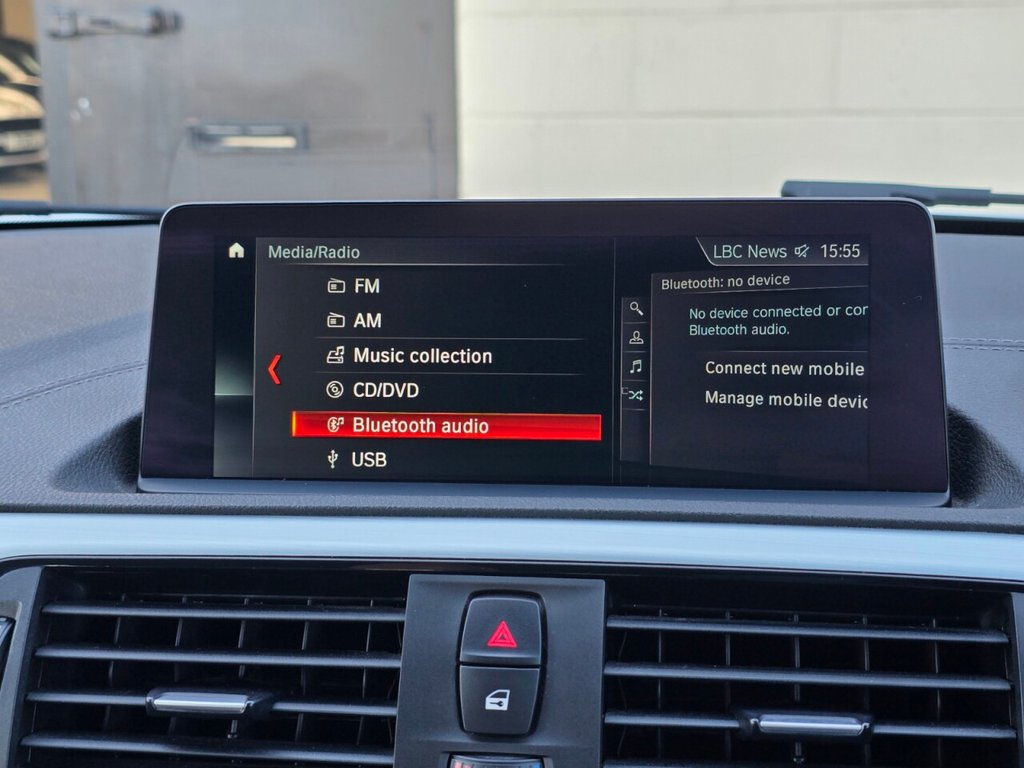 Media/Radio
LBC News 15:55
FM
AM
Music collection
CD/DVD
Bluetooth audio
USB
Bluetooth: no device
No device connected or cor
Bluetooth audio.
Connect new mobile
Manage mobile devic